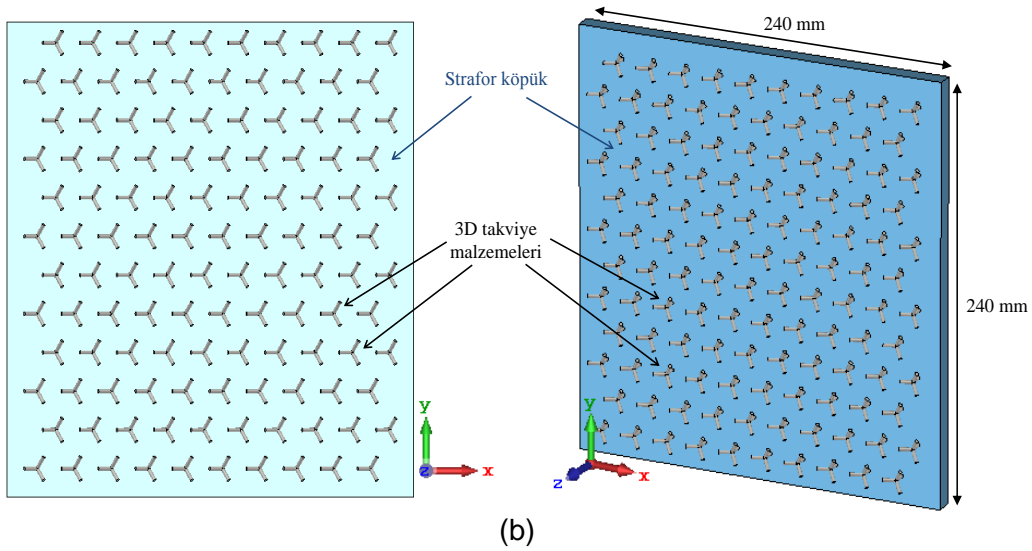 240 mm
Strafor köpük
3D takviye
malzemeleri
240 mm
y
z
x
y
z
x
(b)